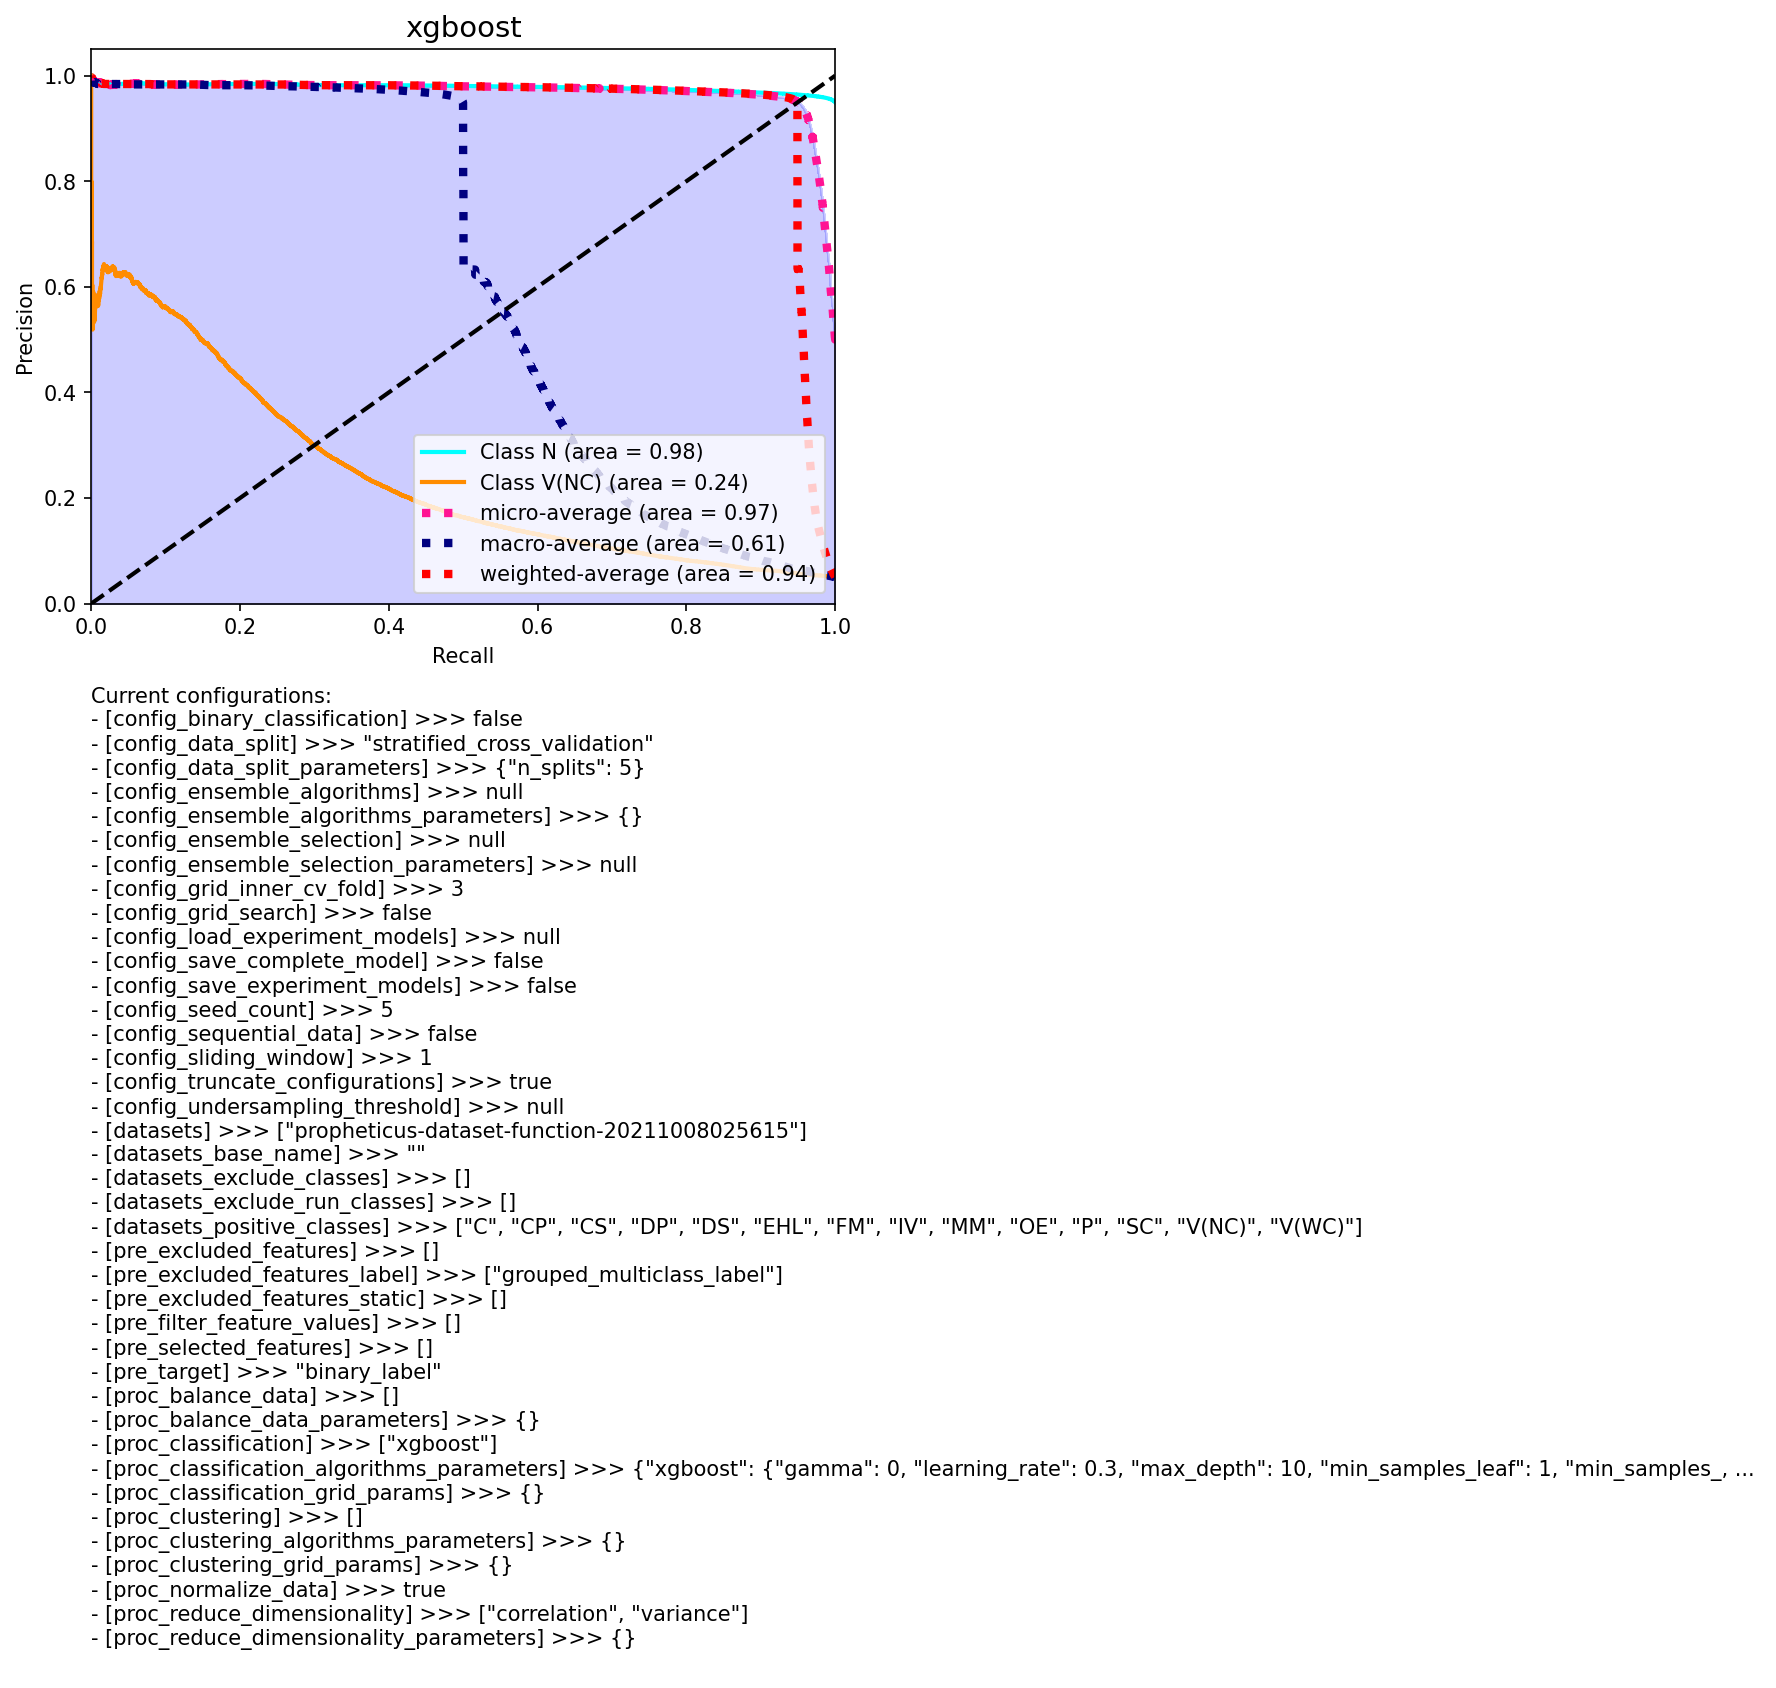 xgboost
1.0
0.8
0.6
0.4
0.2
0.0
Precision
Class N (area = 0.98)
Class V(NC) (area = 0.24)
micro-average (area = 0.97)
macro-average (area = 0.61)
weighted-average (area = 0.94)
0.0 0.2 0.4 0.6 0.8 1.0
Recall
Current configurations:
- [config_binary_classification] >>> false
- [config_data_split] >>> "stratified_cross_validation"
- [config_data_split_parameters] >>> {"n_splits": 5}
- [config_ensemble_algorithms] >>> null
- [config_ensemble_algorithms_parameters] >>> {}
- [config_ensemble_selection] >>> null
- [config_ensemble_selection_parameters] >>> null
- [config_grid_inner_cv_fold] >>> 3
- [config_grid_search] >>> false
- [config_load_experiment_models] >>> null
- [config_save_complete_model] >>> false
- [config_save_experiment_models] >>> false
- [config_seed_count] >>> 5
- [config_sequential_data] >>> false
- [config_sliding_window] >>> 1
- [config_truncate_configurations] >>> true
- [config_undersampling_threshold] >>> null
- [datasets] >>> ["propheticus-dataset-function-20211008025615"]
- [datasets_base_name] >>> ""
- [datasets_exclude_classes] >>> []
- [datasets_exclude_run_classes] >>> []
- [datasets_positive_classes] >>> ["C", "CP", "CS", "DP", "DS", "EHL", "FM", "IV", "MM", "OE", "P", "SC", "V(NC)", "V(WC)"]
- [pre_excluded_features] >>> []
- [pre_excluded_features_label] >>> ["grouped_multiclass_label"]
- [pre_excluded_features_static] >>> []
- [pre_filter_feature_values] >>> []
- [pre_selected_features] >>> []
- [pre_target] >>> "binary_label"
- [proc_balance_data] >>> []
- [proc_balance_data_parameters] >>> {}
- [proc_classification] >>> ["xgboost"]
- [proc_classification_algorithms_parameters] >>> {"xgboost": {"gamma": 0, "learning_rate": 0.3, "max_depth": 10, "min_samples_leaf": 1, "min_samples_, ...
- [proc_classification_grid_params] >>> {}
- [proc_clustering] >>> []
- [proc_clustering_algorithms_parameters] >>> {}
- [proc_clustering_grid_params] >>> {}
- [proc_normalize_data] >>> true
- [proc_reduce_dimensionality] >>> ["correlation", "variance"]
- [proc_reduce_dimensionality_parameters] >>> {}